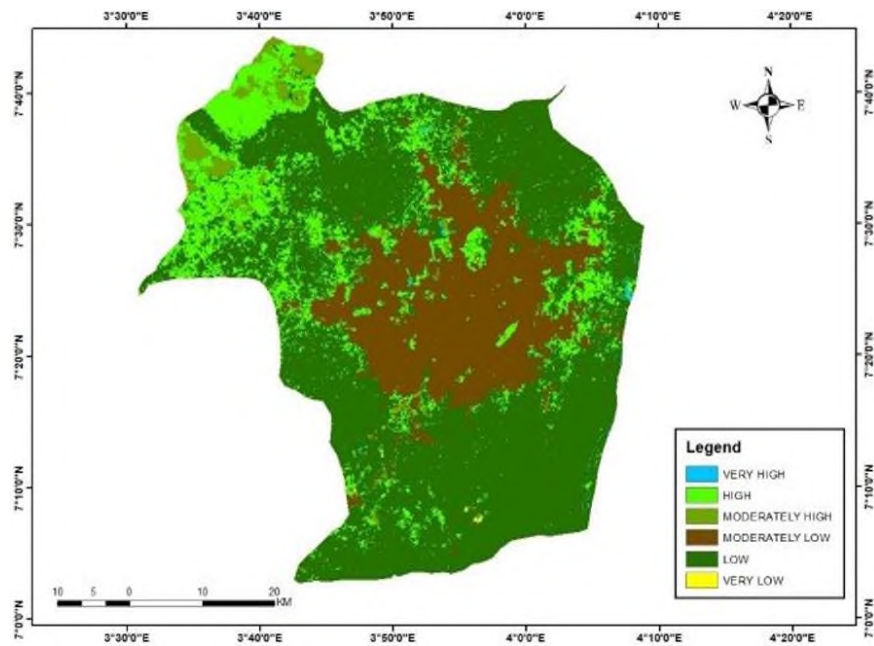 3°30'0"E 3°40'0"E 3°50'0"E 4°0'0"E 4°10'0"E 4°20'0"E
7°40'0"N 7°40'0"N
N
W E
S
7°30'0"N 7°30'0"N
7°20'0"N 7°20'0"N
Legend
VERY HIGH
HIGH
7°10'0"N 7°10'0"N
MODERATELY HIGH
MODERATELY LOW
LOW
VERY LOW
10 5 0 10 20
KM
7°0'0"N 7°0'0"N
3°30'0"E 3°40'0"E 3°50'0"E 4°0'0"E 4°10'0"E 4°20'0"E